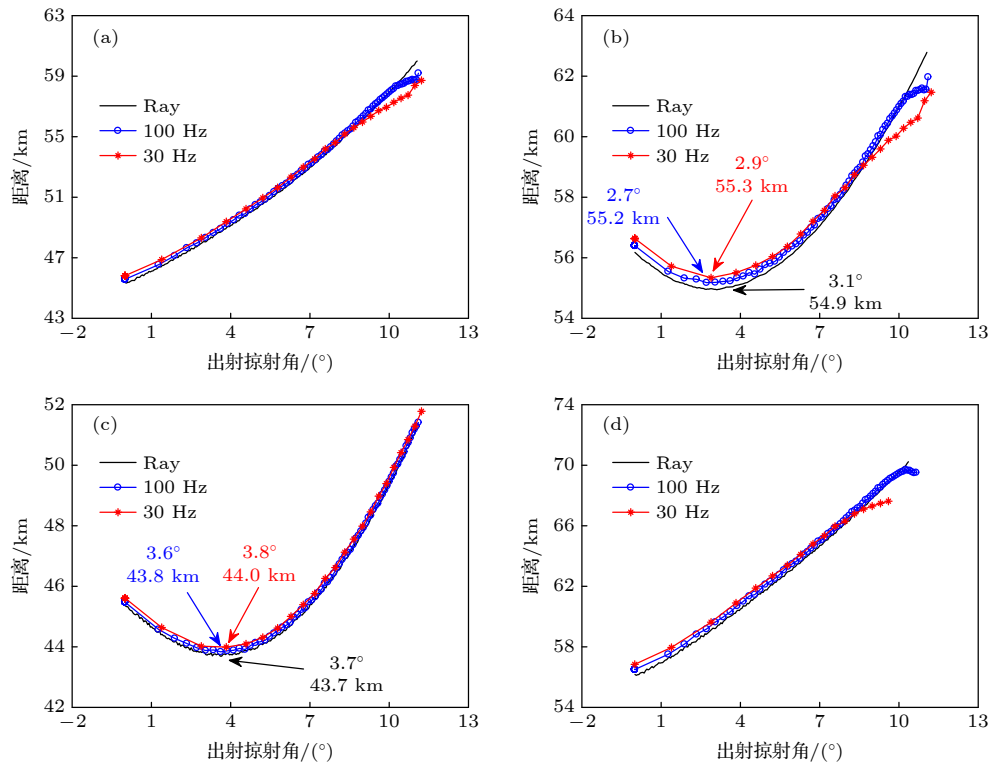 63
59
55
51
47
43
距离/km
(a)
Ray
100 Hz
30 Hz
−2
1
4
7
10
13
出射掠射角/(°)
64
62
60
58
56
54
距离/km
(b)
Ray
100 Hz
30 Hz
2.7°
55.2 km
2.9°
55.3 km
3.1°
54.9 km
−2
1
4
7
10
13
出射掠射角/(°)
52
50
48
46
44
42
距离/km
(c)
Ray
100 Hz
30 Hz
3.6°
43.8 km
3.8°
44.0 km
3.7°
43.7 km
−2
1
4
7
10
13
出射掠射角/(°)
74
70
66
62
58
54
距离/km
(d)
Ray
100 Hz
30 Hz
−2
1
4
7
10
13
出射掠射角/(°)